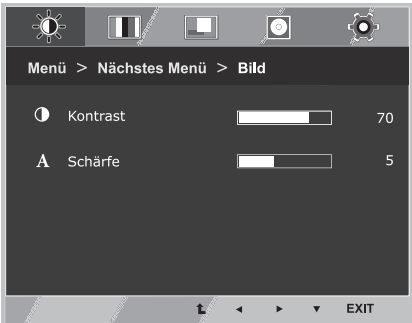 Menü > Nächstes Menü > Bild
Kontrast 70
A Schärfe 5
EXIT